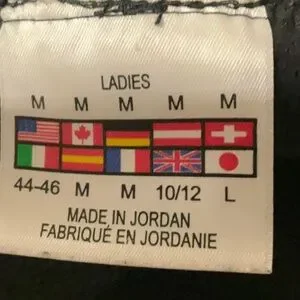 LADIES
M M M M M
44-46 M M 10/12 L
MADE IN JORDAN
FABRIQUÉ EN JORDANIE